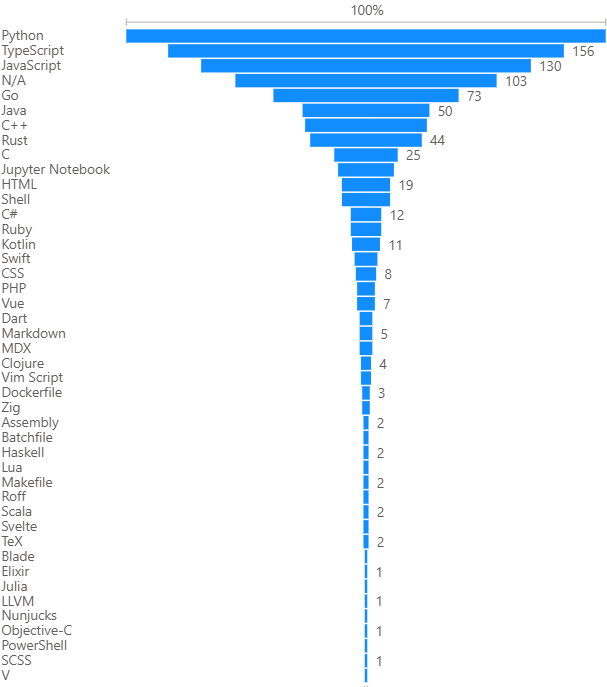 100%
Python
TypeScript 156
JavaScript 130
N/A 103
Go 73
Java 50
C++
Rust 44
C 25
Jupyter Notebook
HTML 19
Shell
C# 12
Ruby
Kotlin 11
Swift
CSS 8
PHP
Vue 7
Dart
Markdown 5
MDX
Clojure 4
Vim Script
Dockerfile 3
Zig
Assembly 2
Batchfile
Haskell 2
Lua
Makefile 2
Roff
Scala 2
Svelte
TeX 2
Blade
Elixir 1
Julia
LLVM 1
Nunjucks
Objective-C 1
PowerShell
SCSS 1
V